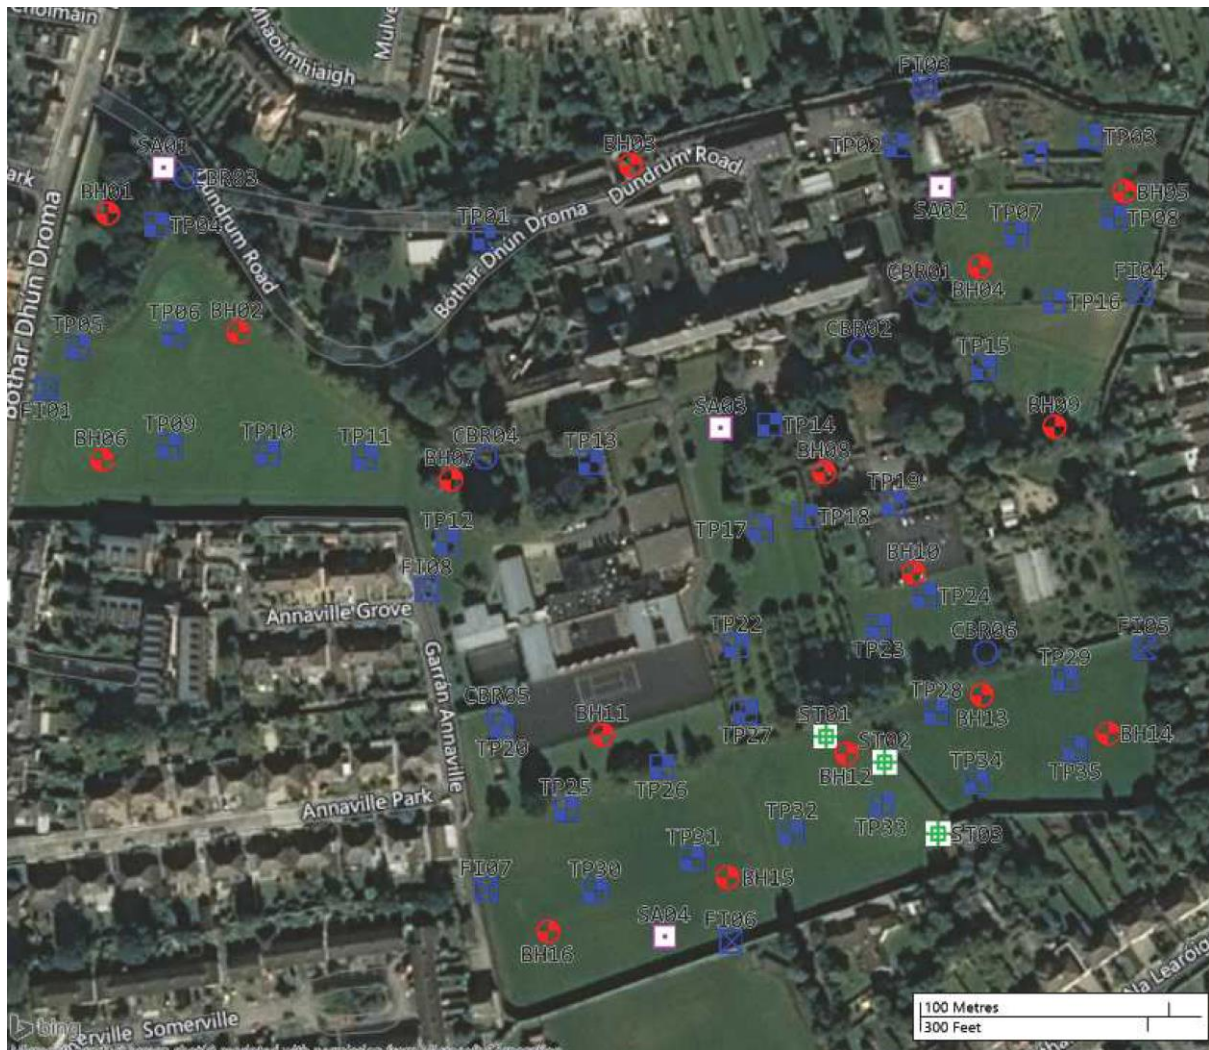 Cholmain
Mhaoilmhiaigh
FI03
SA01
BH03
TP02
TP03
CBR03
Dundrum Road
BH01
BH05
SA02
TP04
TP01
TP07
TP08
Dundrum Road
Bóthar Dhún Droma
CBR01
BH04
FI04
TP16
TP05
TP06
BH02
CBR02
TP15
Bóthar Dhún Droma
FI01
SA03
TP14
BH09
BH06
TP09
TP10
TP11
BH07
CBR04
TP13
BH08
TP19
TP12
TP17
TP18
FI08
BH10
TP24
Annaville Grove
TP22
TP23
CBR06
FI05
Garrán Annaville
TP29
CBR05
TP20
BH11
TP27
ST01
TP28
BH13
ST02
BH14
BH12
TP35
TP25
TP26
TP34
Annaville Park
TP32
TP33
ST03
TP31
FI07
TP30
BH15
SA04
FI06
BH16
100 Metres
300 Feet
bing
Somerville